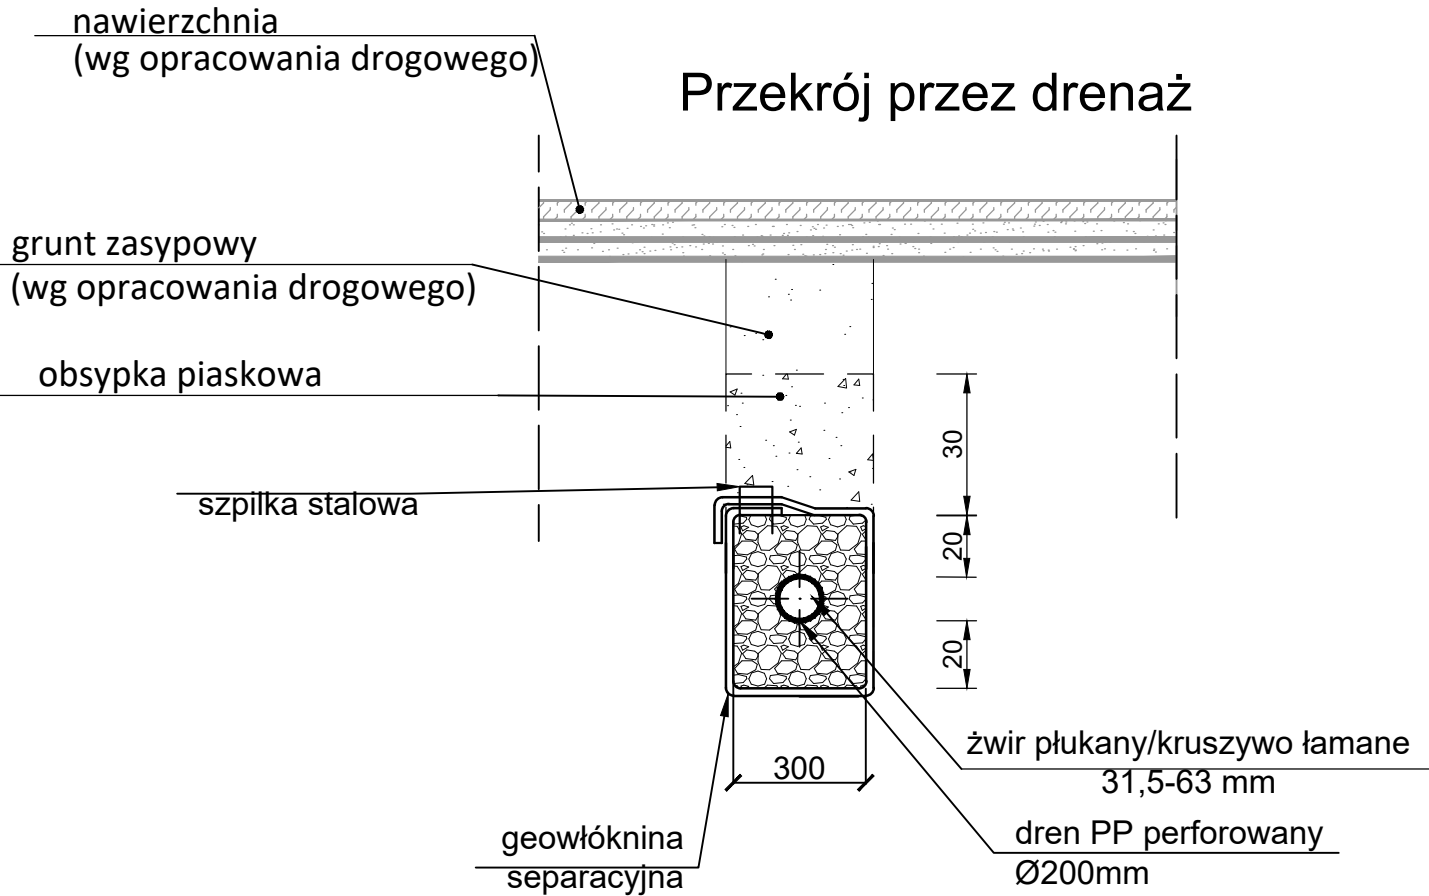 nawierzchnia
(wg opracowania drogowego)
Przekrój przez drenaż
grunt zasypowy
(wg opracowania drogowego)
obsypka piaskowa
30
szpilka stalowa
20
20
żwir płukany/kruszywo łamane
31,5-63 mm
300
dren PP perforowany
Ø200mm
geowłóknina
separacyjna